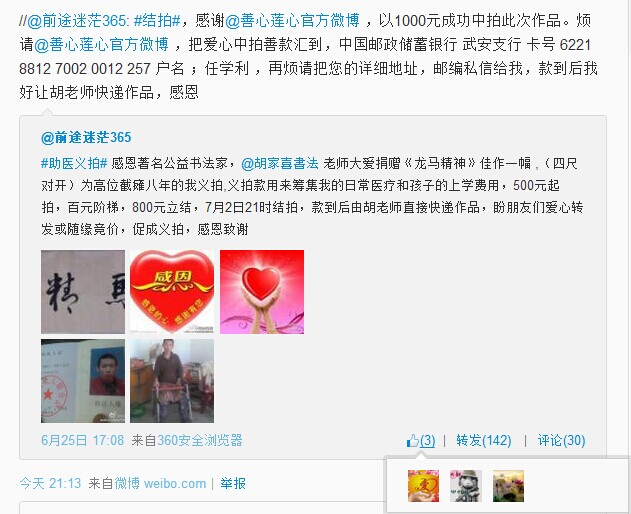 //@前途迷茫365: #结拍#，感谢@善心莲心官方微博 ，以1000元成功中拍此次作品。烦
请@善心莲心官方微博 ，把爱心中拍善款汇到，中国邮政储蓄银行 武安支行 卡号 6221
8812 7002 0012 257 户名 ；任学利 ，再烦请把您的详细地址，邮编私信给我，款到后我
好让胡老师快递作品，感恩
@前途迷茫365
#助医义拍# 感恩著名公益书法家，@胡家喜书法 老师大爱捐赠《龙马精神》佳作一幅 ,（四尺
对开）为高位截瘫八年的我义拍,义拍款用来筹集我的日常医疗和孩子的上学费用，500元起
拍，百元阶梯，800元立结，7月2日21时结拍，款到后由胡老师直接快递作品，盼朋友们爱心转
发或随缘竞价，促成义拍，感恩致谢
精
感恩
感恩的心 感谢有您
6月25日 17:08 来自360安全浏览器
(3) | 转发(142) | 评论(30)
爱
今天 21:13 来自微博 weibo.com | 举报